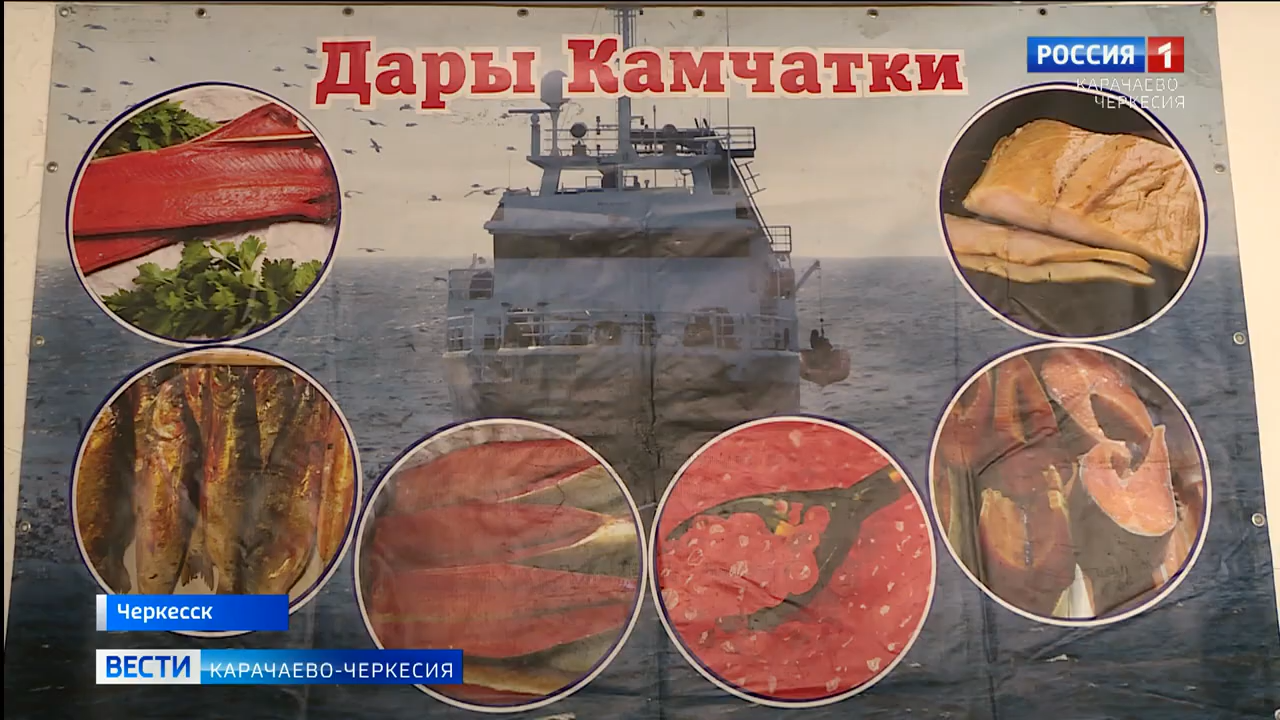 Дары Камчатки
РОССИЯ 1
КАРАЧАЕВО
ЧЕРКЕСИЯ
Черкесск
ВЕСТИ КАРАЧАЕВО-ЧЕРКЕСИЯ